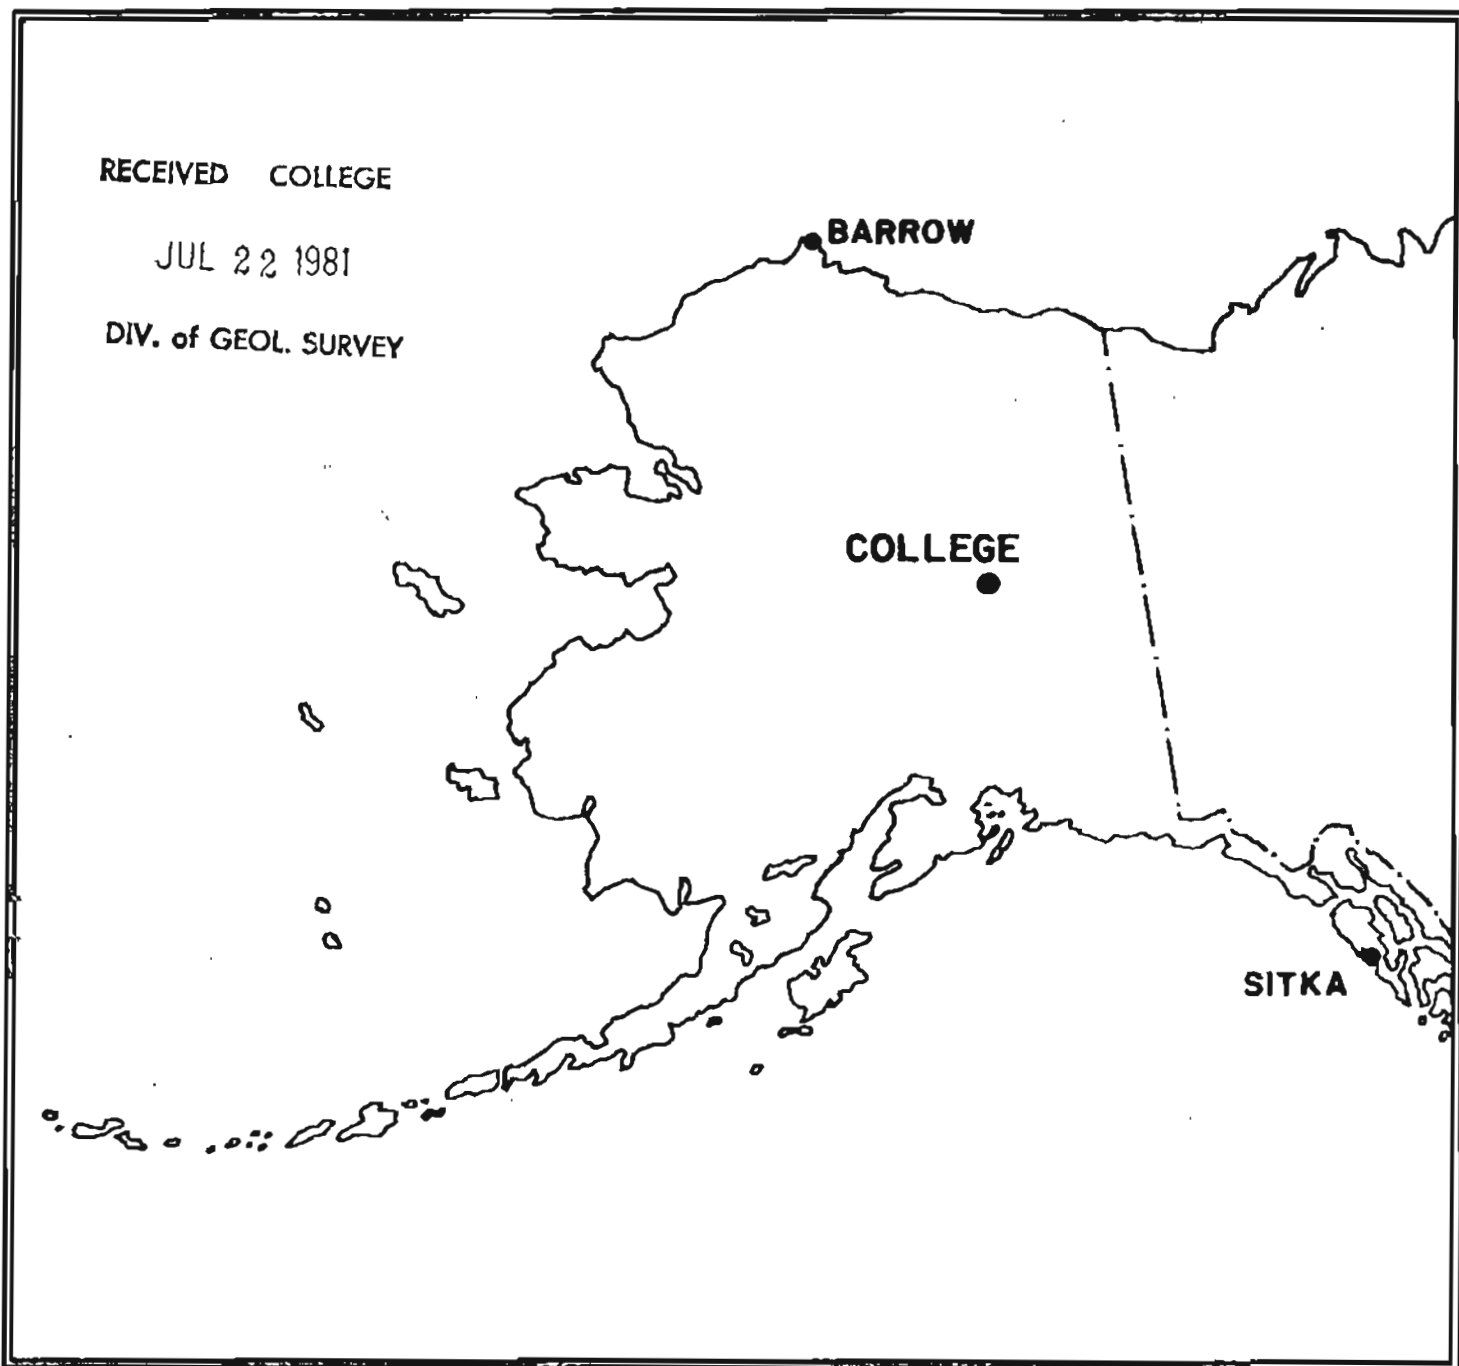 RECEIVED COLLEGE
JUL 22 1981
DIV. of GEOL. SURVEY
BARROW
COLLEGE
SITKA